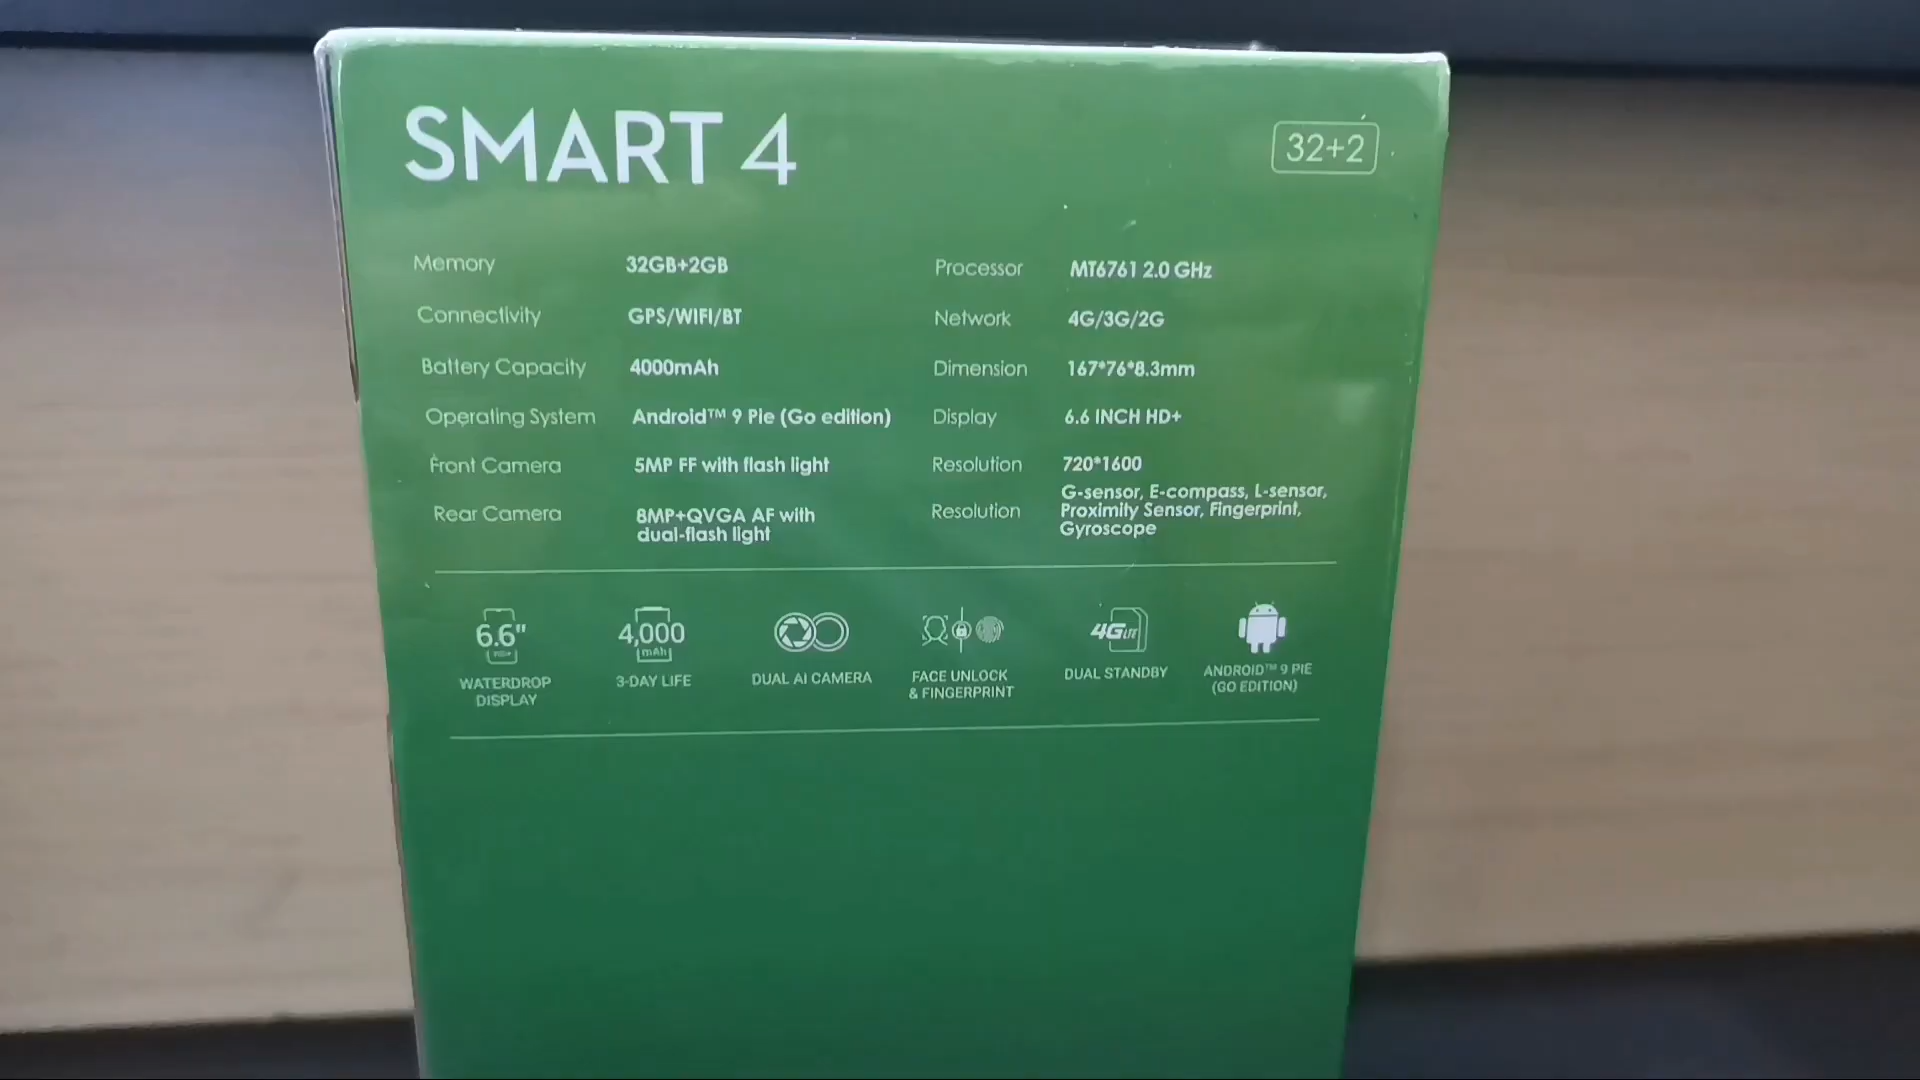 SMART 4
32+2
Memory 32GB+2GB
Processor MT6761 2.0 GHz
Connectivity GPS/WIFI/BT
Network 4G/3G/2G
Battery Capacity 4000mAh
Dimension 167*76*8.3mm
Operating System Android™ 9 Pie (Go edition)
Display 6.6 INCH HD+
Front Camera 5MP FF with flash light
Resolution 720*1600
Rear Camera 8MP+QVGA AF with
dual-flash light
Resolution G-sensor, E-compass, L-sensor,
Proximity Sensor, Fingerprint,
Gyroscope
6.6"
WATERDROP
DISPLAY
4,000
mAh
3-DAY LIFE
DUAL AI CAMERA
FACE UNLOCK
& FINGERPRINT
4G LTE
DUAL STANDBY
ANDROID™ 9 PIE
(GO EDITION)